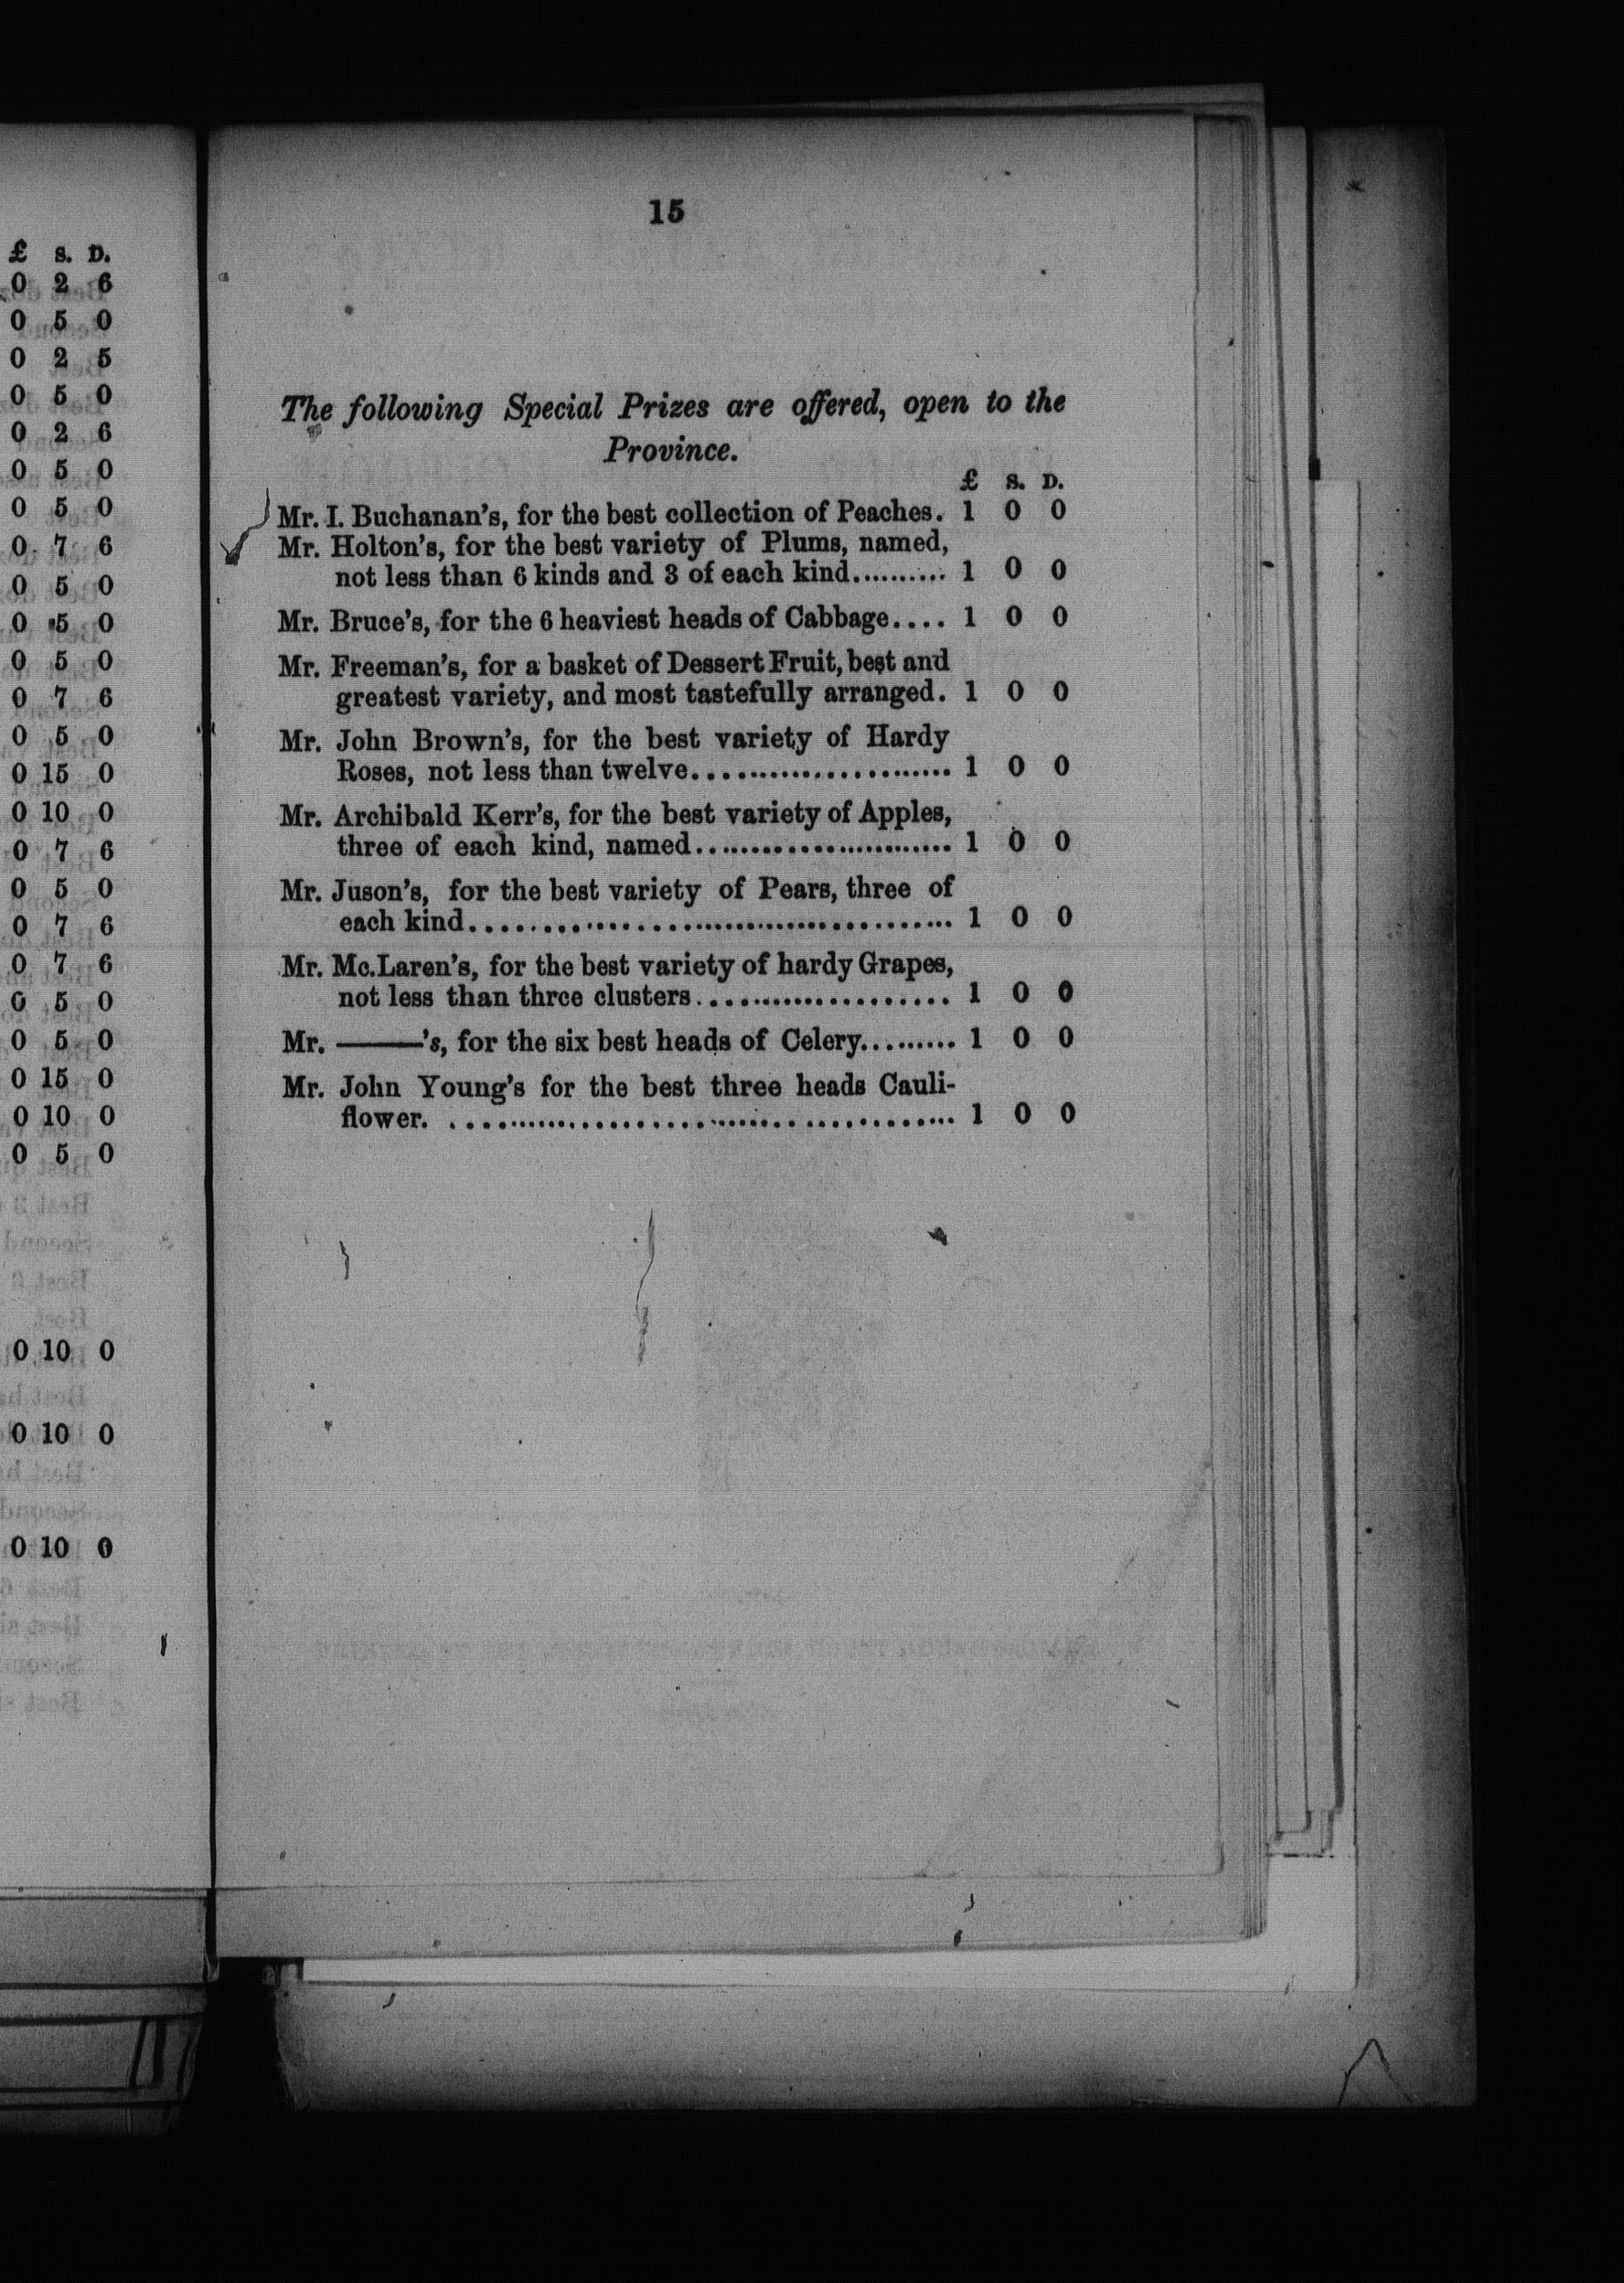 £ s. D.
0 2 6
0 5 0
0 2 5
0 5 0
0 2 6
0 5 0
0 5 0
0 7 6
0 5 0
0 5 0
0 5 0
0 7 6
0 5 0
0 15 0
0 10 0
0 7 6
0 5 0
0 7 6
0 7 6
0 5 0
0 5 0
0 15 0
0 10 0
0 5 0
0 10 0
0 10 0
0 10 0
15
The following Special Prizes are offered, open to the
Province.
£ s. D.
Mr. I. Buchanan's, for the best collection of Peaches. 1 0 0
Mr. Holton's, for the best variety of Plums, named,
not less than 6 kinds and 3 of each kind.......... 1 0 0
Mr. Bruce's, for the 6 heaviest heads of Cabbage.... 1 0 0
Mr. Freeman's, for a basket of Dessert Fruit, best and
greatest variety, and most tastefully arranged. 1 0 0
Mr. John Brown's, for the best variety of Hardy
Roses, not less than twelve........................ 1 0 0
Mr. Archibald Kerr's, for the best variety of Apples,
three of each kind, named........................ 1 0 0
Mr. Juson's, for the best variety of Pears, three of
each kind............................................. 1 0 0
Mr. Mc.Laren's, for the best variety of hardy Grapes,
not less than three clusters........................ 1 0 0
Mr. ———'s, for the six best heads of Celery......... 1 0 0
Mr. John Young's for the best three heads Cauli-
flower. ................................................ 1 0 0